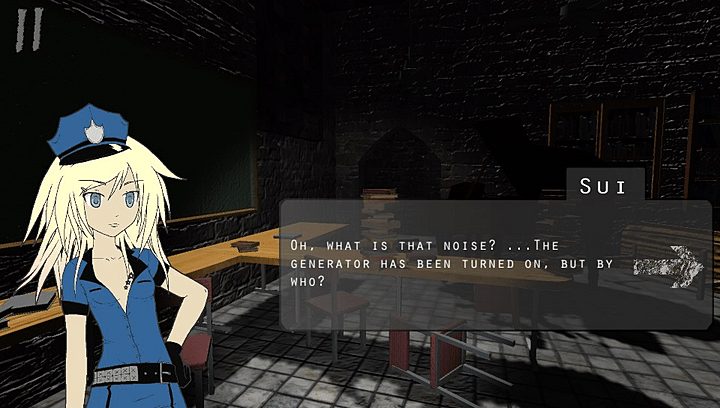 Sui
Oh, what is that noise? ...The
generator has been turned on, but by
who?